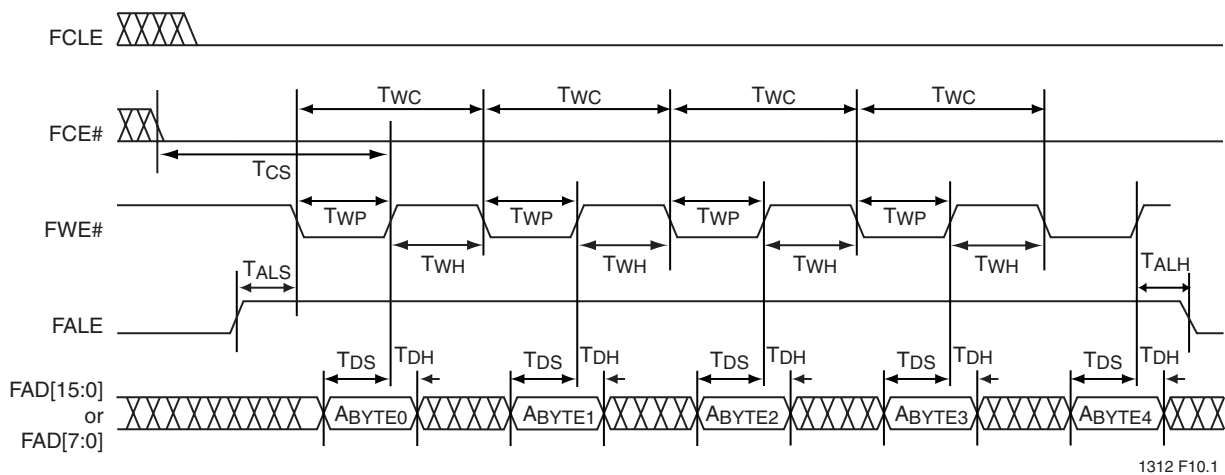 FCLE
TWC TWC TWC TWC
FCE#
TCS
TWP TWP TWP TWP
FWE#
TWH TWH TWH TWH
TALS TALH
FALE
TDS TDH TDS TDH TDS TDH TDS TDH TDS TDH
FAD[15:0]
or
FAD[7:0]
ABYTE0 ABYTE1 ABYTE2 ABYTE3 ABYTE4
1312 F10.1